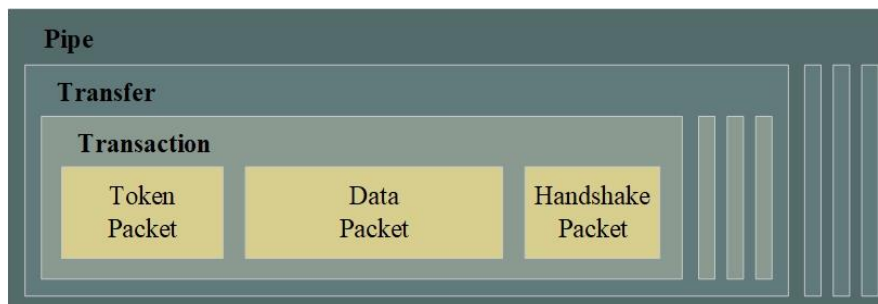 Pipe
Transfer
Transaction
Token
Packet
Data
Packet
Handshake
Packet